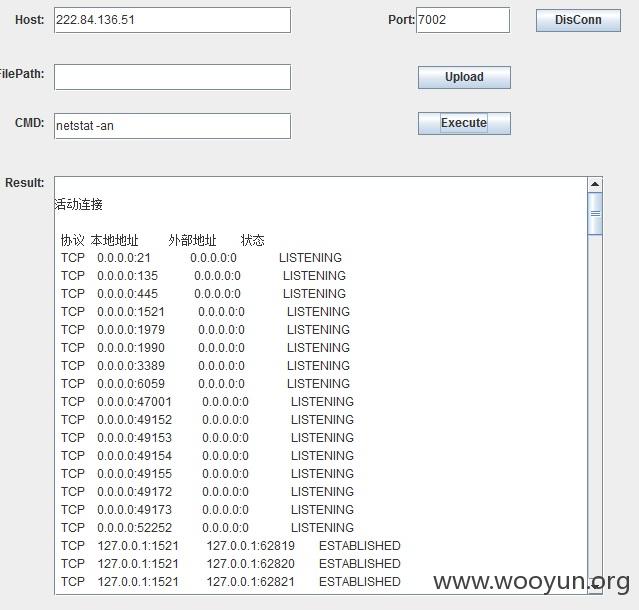 Host: 222.84.136.51 Port: 7002 DisConn
FilePath: Upload
CMD: netstat -an Execute
Result:
活动连接
协议 本地地址 外部地址 状态
TCP 0.0.0.0:21 0.0.0.0:0 LISTENING
TCP 0.0.0.0:135 0.0.0.0:0 LISTENING
TCP 0.0.0.0:445 0.0.0.0:0 LISTENING
TCP 0.0.0.0:1521 0.0.0.0:0 LISTENING
TCP 0.0.0.0:1979 0.0.0.0:0 LISTENING
TCP 0.0.0.0:1990 0.0.0.0:0 LISTENING
TCP 0.0.0.0:3389 0.0.0.0:0 LISTENING
TCP 0.0.0.0:6059 0.0.0.0:0 LISTENING
TCP 0.0.0.0:47001 0.0.0.0:0 LISTENING
TCP 0.0.0.0:49152 0.0.0.0:0 LISTENING
TCP 0.0.0.0:49153 0.0.0.0:0 LISTENING
TCP 0.0.0.0:49154 0.0.0.0:0 LISTENING
TCP 0.0.0.0:49155 0.0.0.0:0 LISTENING
TCP 0.0.0.0:49172 0.0.0.0:0 LISTENING
TCP 0.0.0.0:49173 0.0.0.0:0 LISTENING
TCP 0.0.0.0:52252 0.0.0.0:0 LISTENING
TCP 127.0.0.1:1521 127.0.0.1:62819 ESTABLISHED
TCP 127.0.0.1:1521 127.0.0.1:62820 ESTABLISHED
TCP 127.0.0.1:1521 127.0.0.1:62821 ESTABLISHED
www.wooyun.org